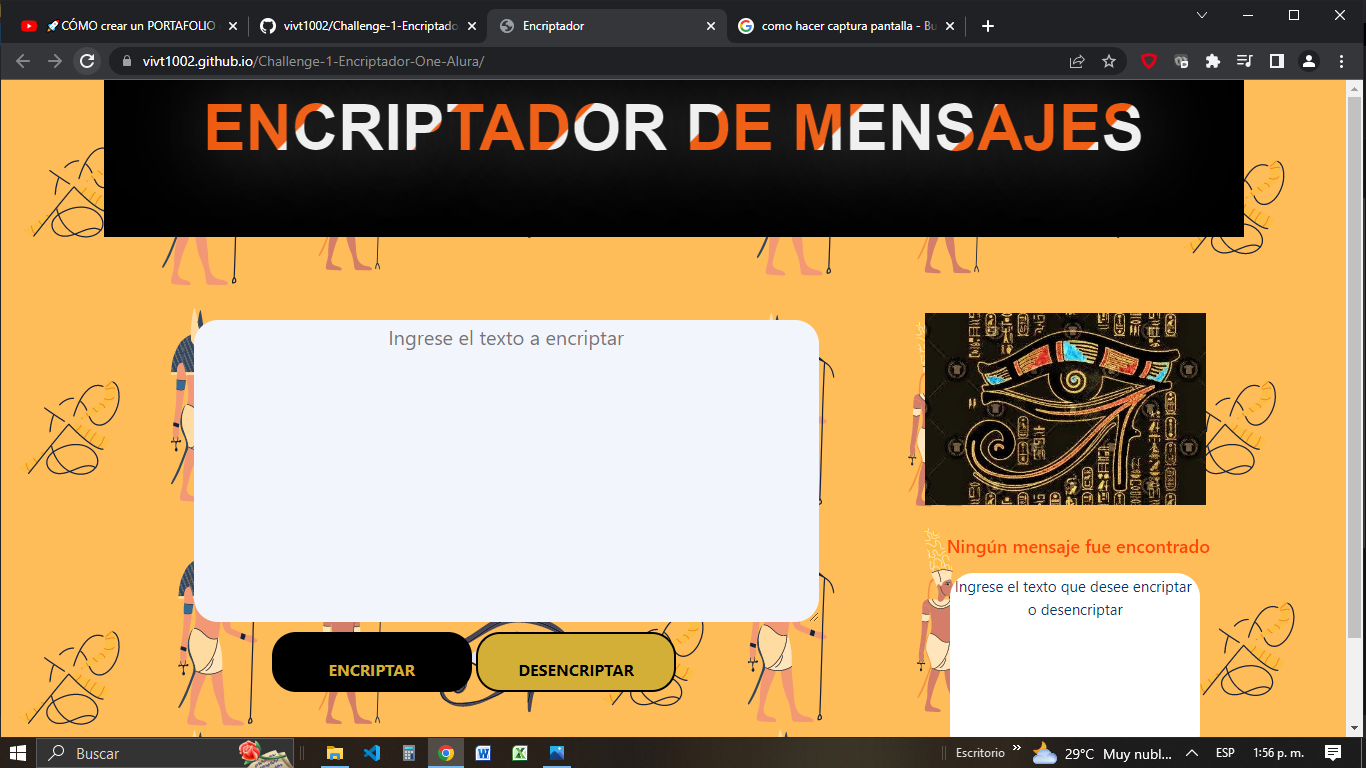 🚀CÓMO crear un PORTAFOLIO
vivt1002/Challenge-1-Encriptado
Encriptador
como hacer captura pantalla - Bu
vivt1002.github.io/Challenge-1-Encriptador-One-Alura/
ENCRIPTADOR DE MENSAJES
Ingrese el texto a encriptar
Ningún mensaje fue encontrado
Ingrese el texto que desee encriptar
o desencriptar
ENCRIPTAR
DESENCRIPTAR
Buscar
Escritorio
29°C Muy nubl...
ESP
1:56 p. m.